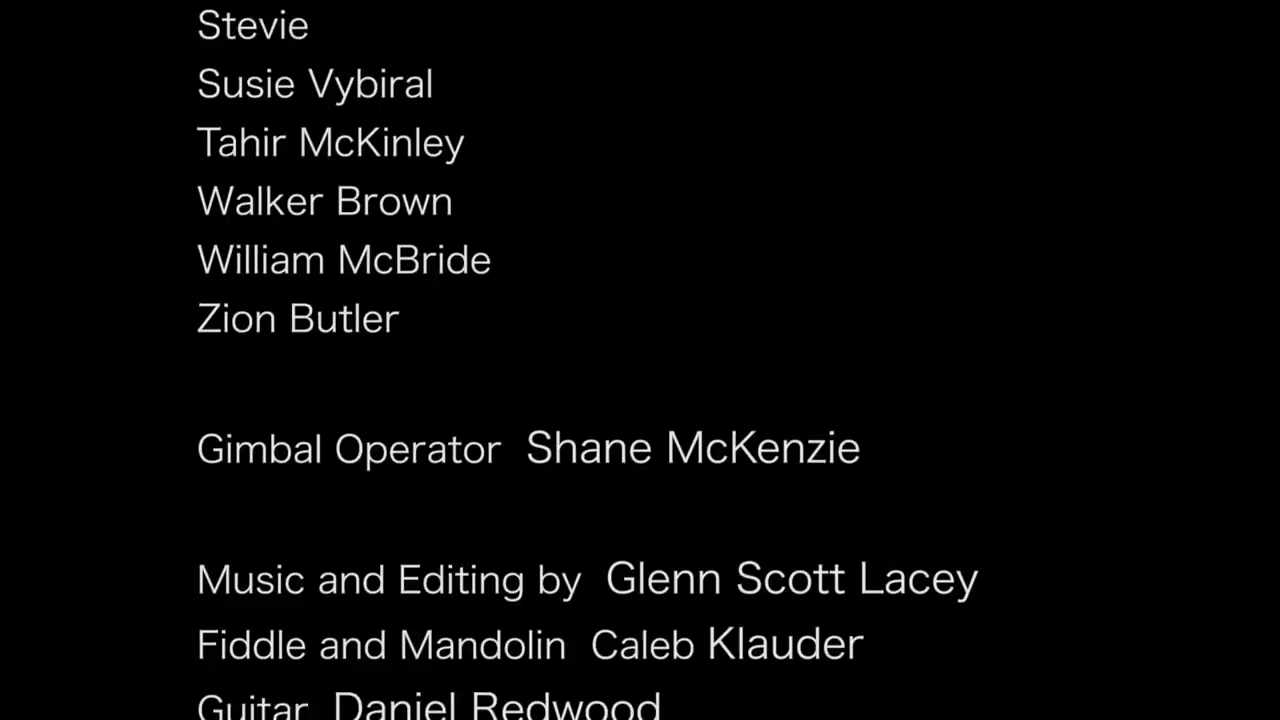 Stevie
Susie Vybiral
Tahir McKinley
Walker Brown
William McBride
Zion Butler
Gimbal Operator Shane McKenzie
Music and Editing by Glenn Scott Lacey
Fiddle and Mandolin Caleb Klauder
Guitar Daniel Redwood